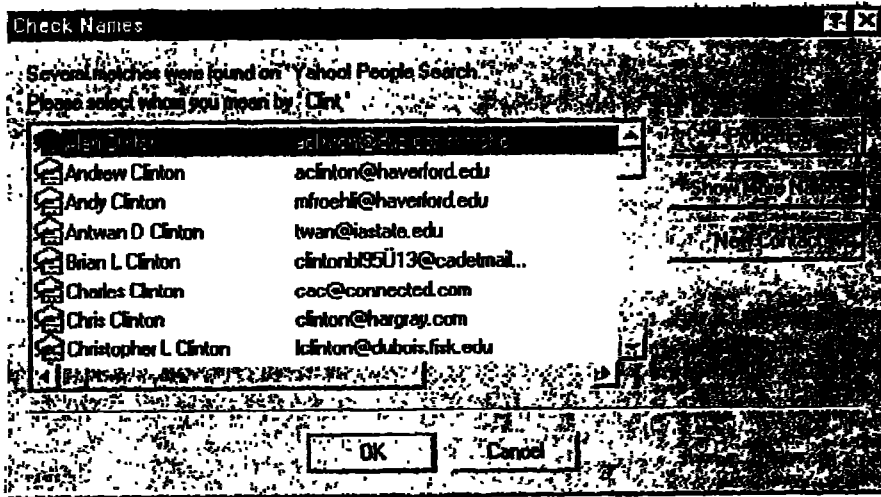 Check Names
Several matches were found on "Yahoo! People Search."
Please select whom you mean by "Clint."
Clinton
Andrew Clinton aclinton@haverford.edu
Andy Clinton mfroehli@haverford.edu
Antwan D Clinton twan@iastate.edu
Brian L Clinton clintonbl95Ü13@cadetmail...
Charles Clinton cac@connected.com
Chris Clinton clinton@hargray.com
Christopher L Clinton lclinton@dubois.fisk.edu
Show More Names
New Contact
OK Cancel